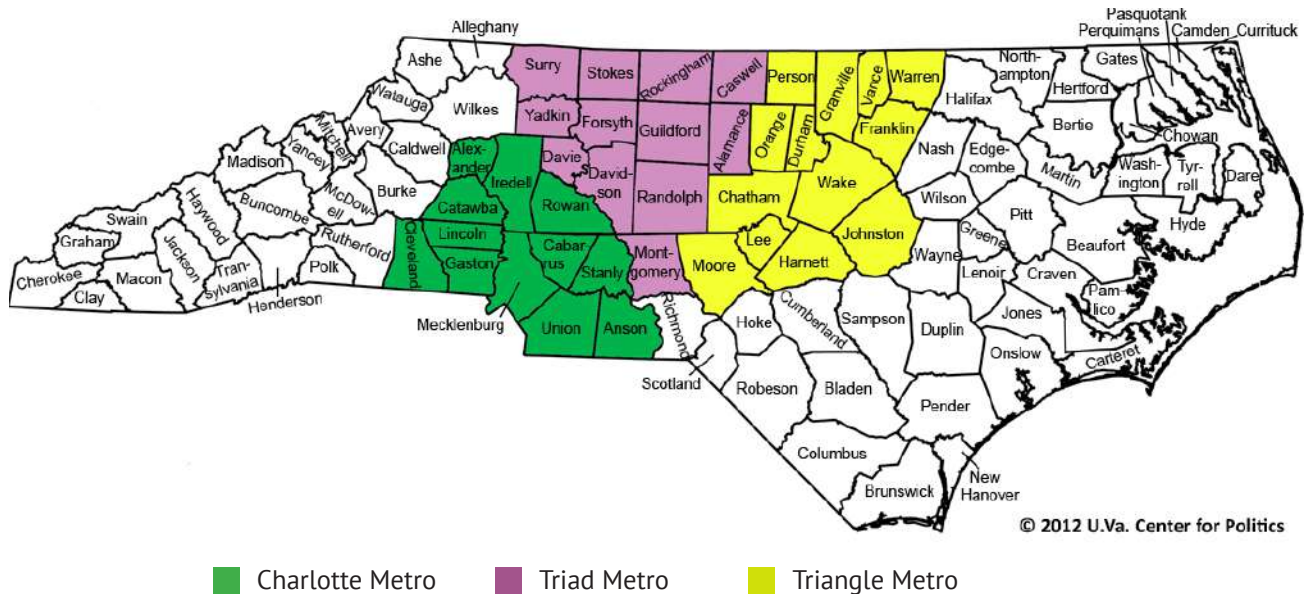 Alleghany
Pasquotank
Perquimans
Camden
Currituck
Ashe
Surry
Stokes
Rockingham
Caswell
Person
Granville
Vance
Warren
North-
ampton
Gates
Hertford
Halifax
Watauga
Wilkes
Yadkin
Forsyth
Guildford
Alamance
Orange
Durham
Franklin
Bertie
Chowan
Mitchell
Avery
Yancey
Caldwell
Alex-
ander
Iredell
Davie
David-
son
Randolph
Chatham
Wake
Nash
Edge-
combe
Martin
Wash-
ington
Tyr-
rell
Dare
Madison
McDow-
ell
Burke
Catawba
Rowan
Wilson
Pitt
Hyde
Swain
Haywood
Buncombe
Rutherford
Cleveland
Lincoln
Gaston
Cabar-
rus
Stanly
Mont-
gomery
Moore
Lee
Harnett
Johnston
Wayne
Greene
Beaufort
Graham
Cherokee
Clay
Macon
Jackson
Tran-
sylvania
Henderson
Polk
Mecklenburg
Union
Anson
Richmond
Scotland
Hoke
Cumberland
Sampson
Duplin
Lenoir
Craven
Pam-
lico
Jones
Onslow
Carteret
Robeson
Bladen
Pender
Columbus
Brunswick
New
Hanover
© 2012 U.Va. Center for Politics
Charlotte Metro
Triad Metro
Triangle Metro